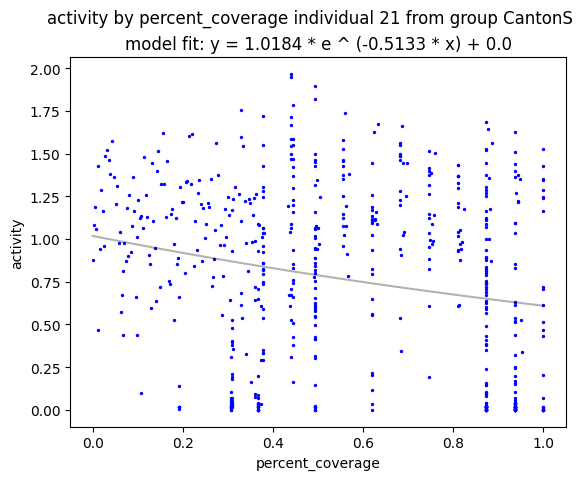 activity by percent_coverage individual 21 from group CantonS
model fit: y = 1.0184 * e ^ (-0.5133 * x) + 0.0
2.00
1.75
1.50
1.25
1.00
0.75
0.50
0.25
0.00
activity
0.0 0.2 0.4 0.6 0.8 1.0
percent_coverage